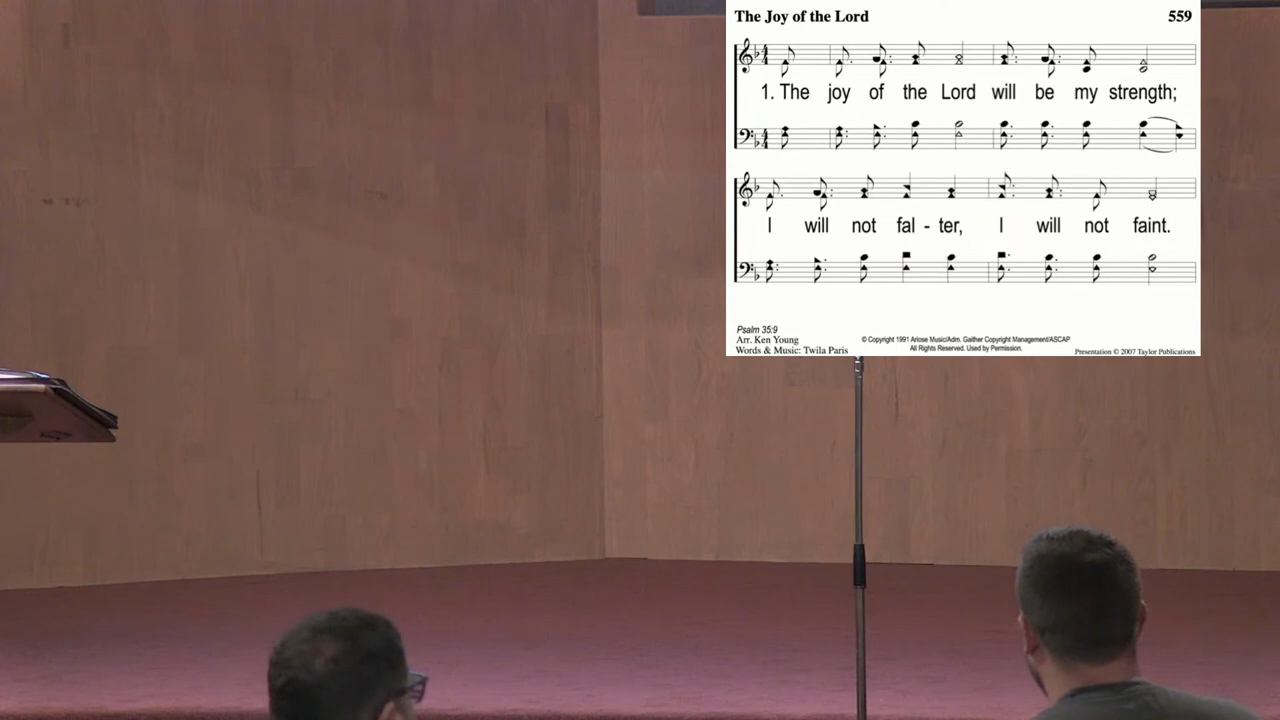 The Joy of the Lord 559
1. The joy of the Lord will be my strength;
I will not fal - ter, I will not faint.
Psalm 35:9
Arr. Ken Young
Words & Music: Twila Paris
© Copyright 1991 Ariose Music/Adm. Gaither Copyright Management/ASCAP
All Rights Reserved. Used by Permission.
Presentation © 2007 Taylor Publications